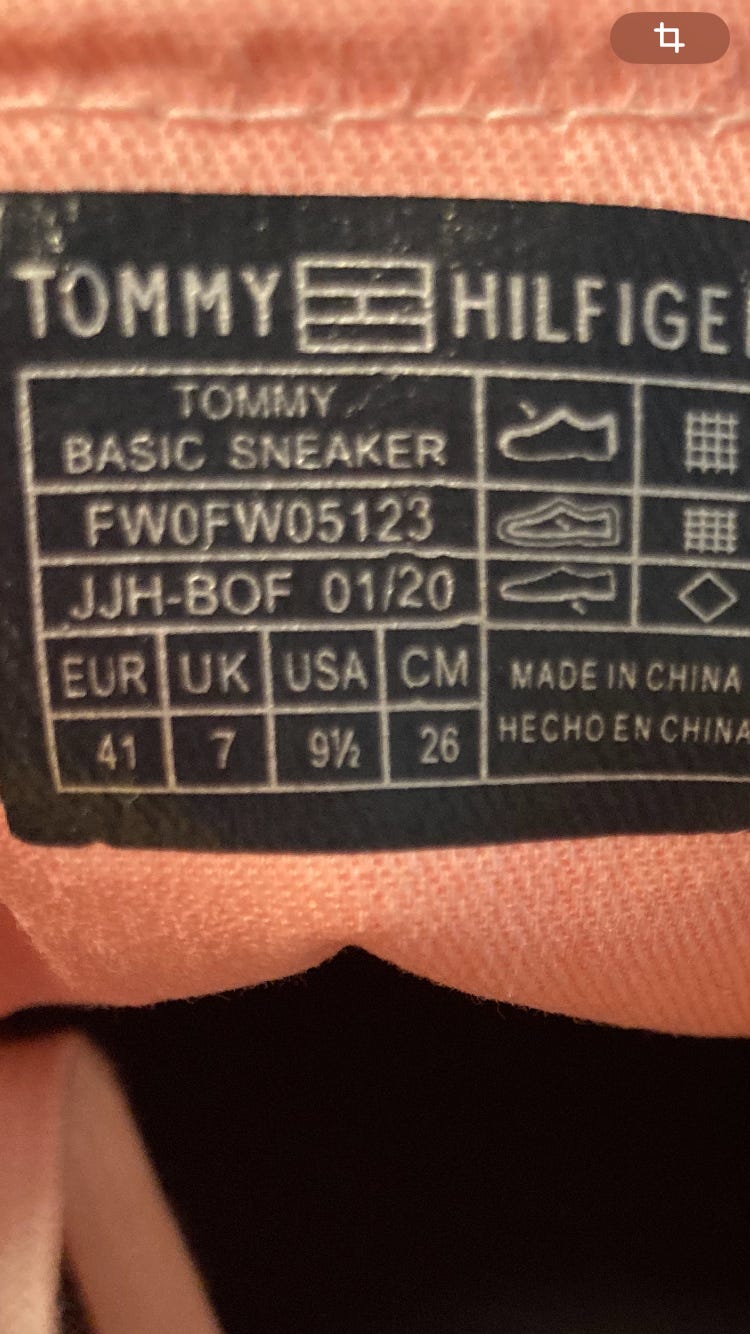 TOMMY HILFIGE
TOMMY
BASIC SNEAKER
FW0FW05123
JJH-BOF 01/20
EUR UK USA CM
41 7 9½ 26
MADE IN CHINA
HECHO EN CHINA